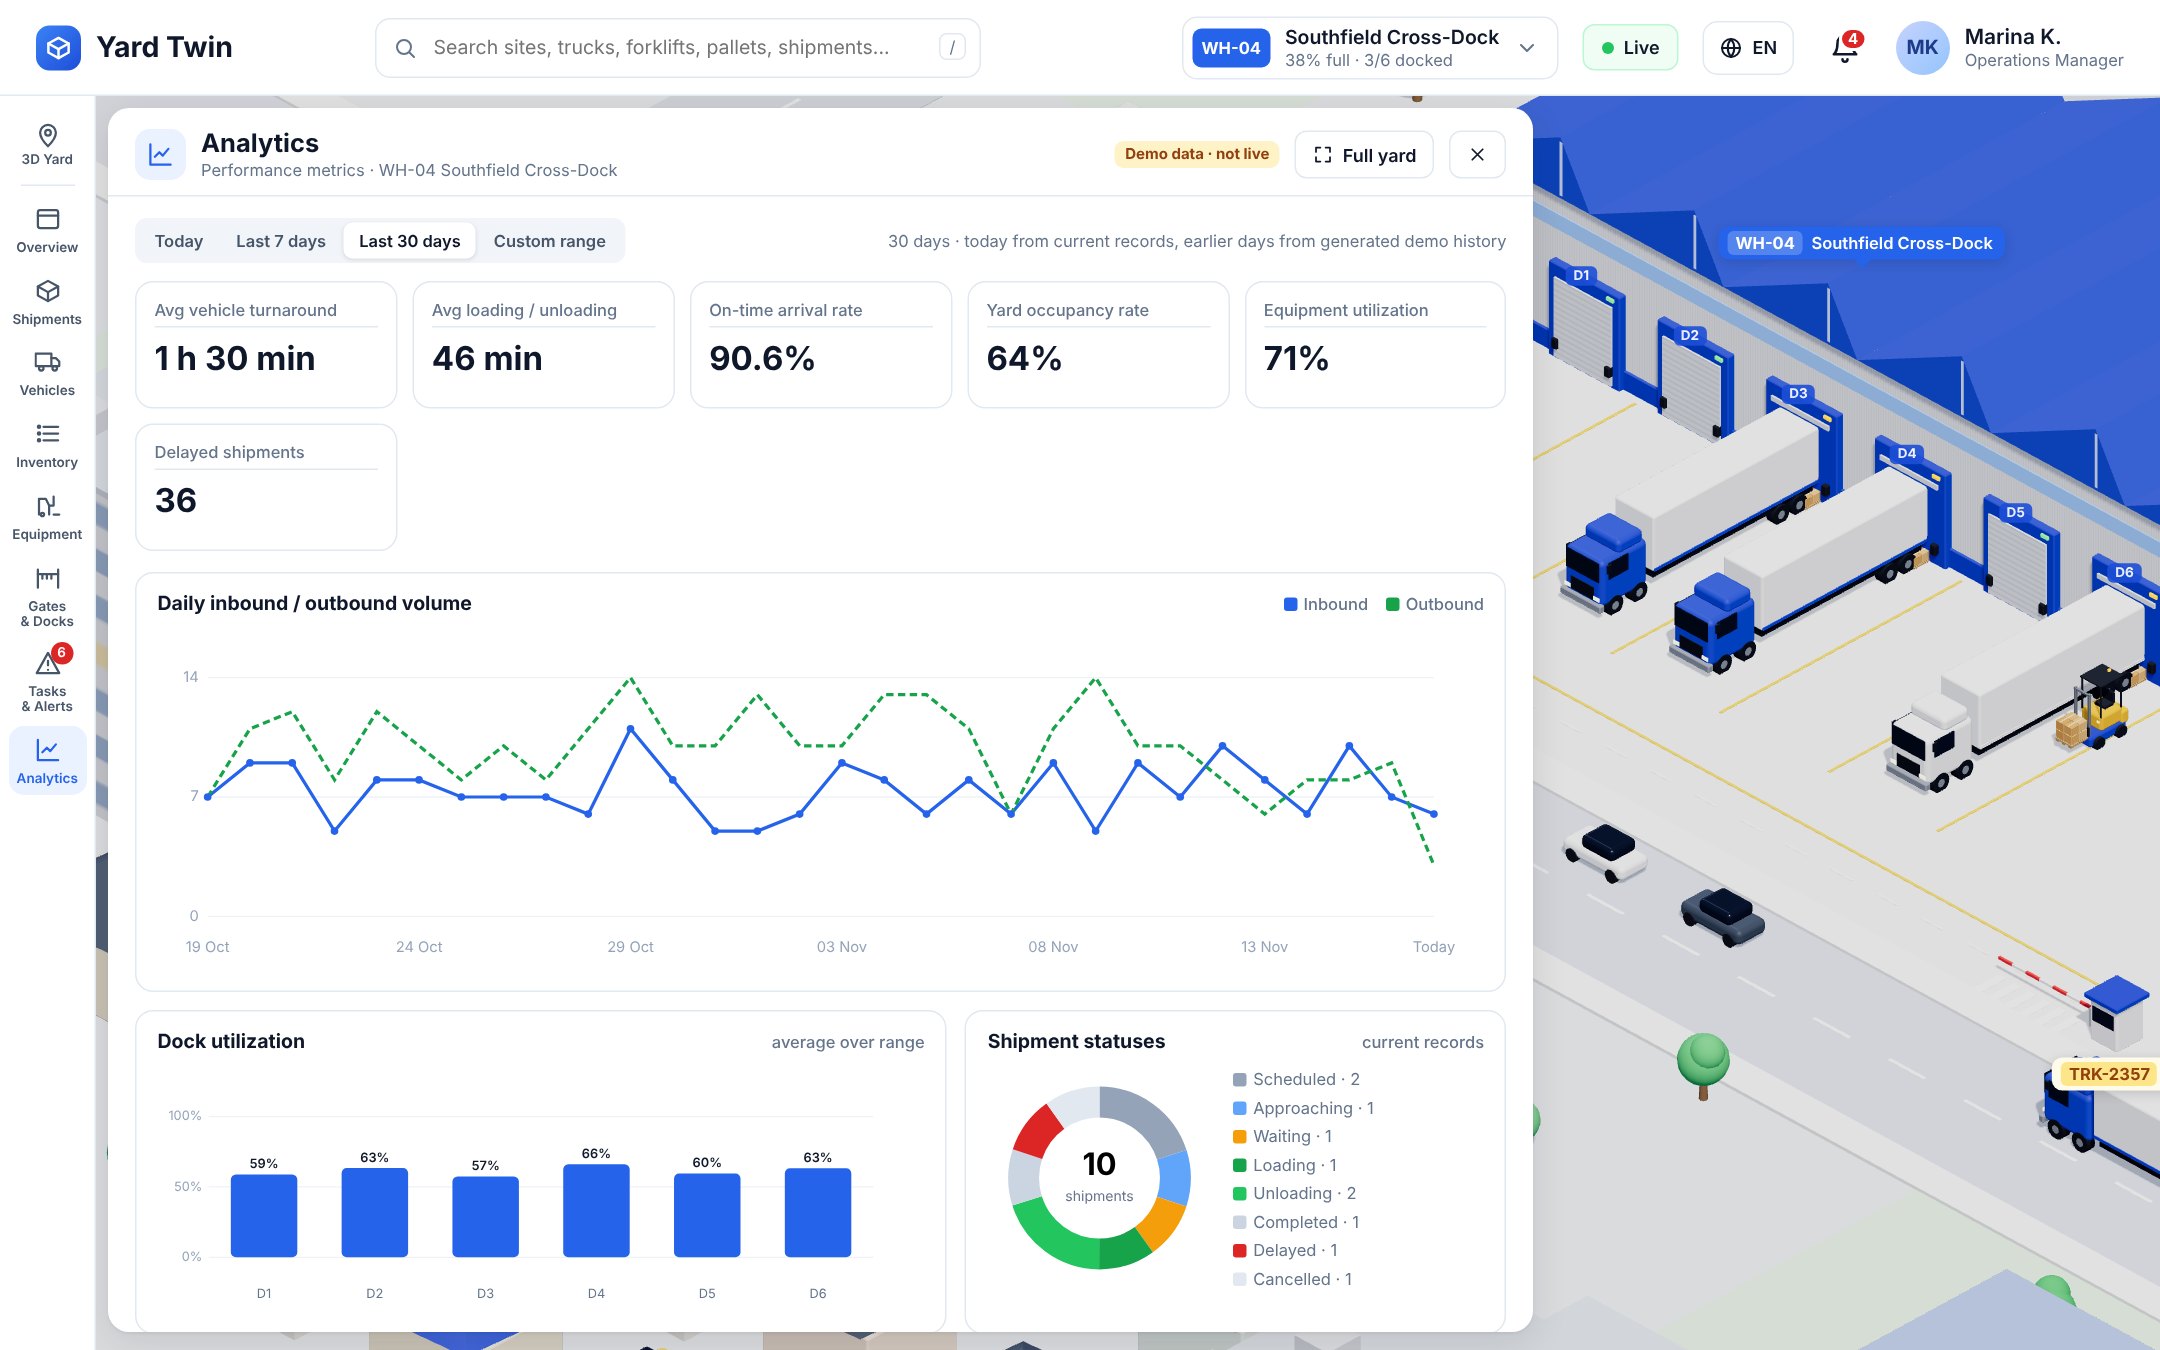 Yard Twin
Search sites, trucks, forklifts, pallets, shipments...
/
WH-04
Southfield Cross-Dock
38% full · 3/6 docked
Live
EN
4
MK
Marina K.
Operations Manager
3D Yard
Overview
Shipments
Vehicles
Inventory
Equipment
Gates
& Docks
6
Tasks
& Alerts
Analytics
Analytics
Performance metrics · WH-04 Southfield Cross-Dock
Demo data · not live
Full yard
Today
Last 7 days
Last 30 days
Custom range
30 days · today from current records, earlier days from generated demo history
Avg vehicle turnaround
1 h 30 min
Avg loading / unloading
46 min
On-time arrival rate
90.6%
Yard occupancy rate
64%
Equipment utilization
71%
Delayed shipments
36
Daily inbound / outbound volume
Inbound
Outbound
14
7
0
19 Oct
24 Oct
29 Oct
03 Nov
08 Nov
13 Nov
Today
Dock utilization
average over range
100%
50%
0%
59%
63%
57%
66%
60%
63%
D1
D2
D3
D4
D5
D6
Shipment statuses
current records
10
shipments
Scheduled · 2
Approaching · 1
Waiting · 1
Loading · 1
Unloading · 2
Completed · 1
Delayed · 1
Cancelled · 1
WH-04 Southfield Cross-Dock
D1
D2
D3
D4
D5
D6
TRK-2357